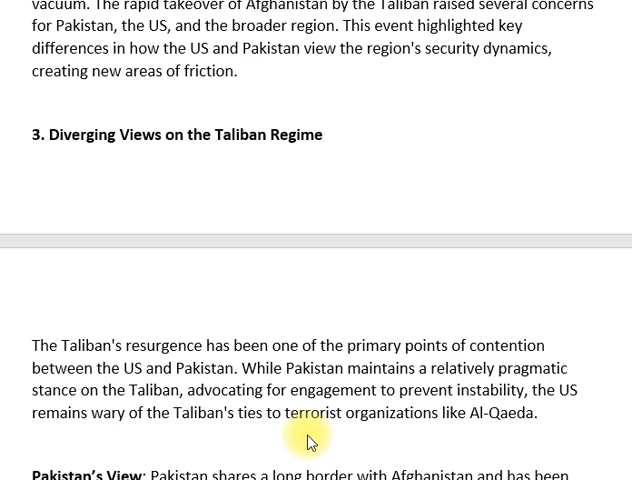 vacuum. The rapid takeover of Afghanistan by the Taliban raised several concerns
for Pakistan, the US, and the broader region. This event highlighted key
differences in how the US and Pakistan view the region's security dynamics,
creating new areas of friction.
3. Diverging Views on the Taliban Regime
The Taliban's resurgence has been one of the primary points of contention
between the US and Pakistan. While Pakistan maintains a relatively pragmatic
stance on the Taliban, advocating for engagement to prevent instability, the US
remains wary of the Taliban's ties to terrorist organizations like Al-Qaeda.
Pakistan’s View: Pakistan shares a long border with Afghanistan and has been